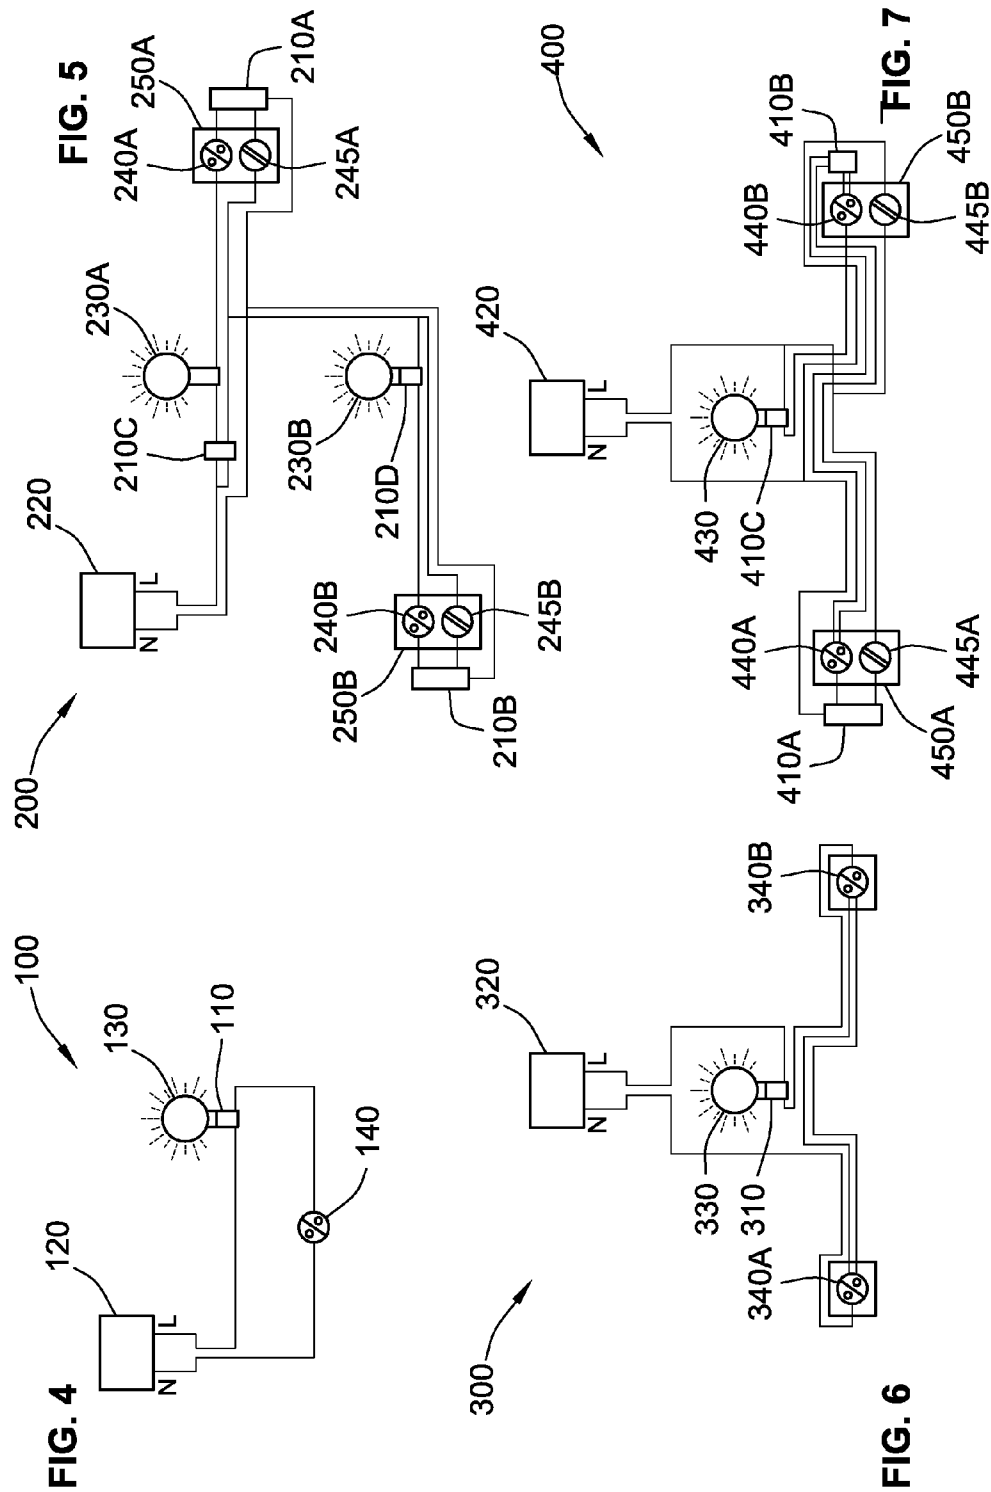 FIG. 4
100
120
N
L
130
110
140
FIG. 5
200
220
N
L
210C
230A
240A
250A
210A
245A
230B
210D
240B
250B
210B
245B
FIG. 6
300
320
N
L
330
310
340A
340B
FIG. 7
400
420
N
L
430
410C
440A
410A
450A
445A
440B
410B
450B
445B